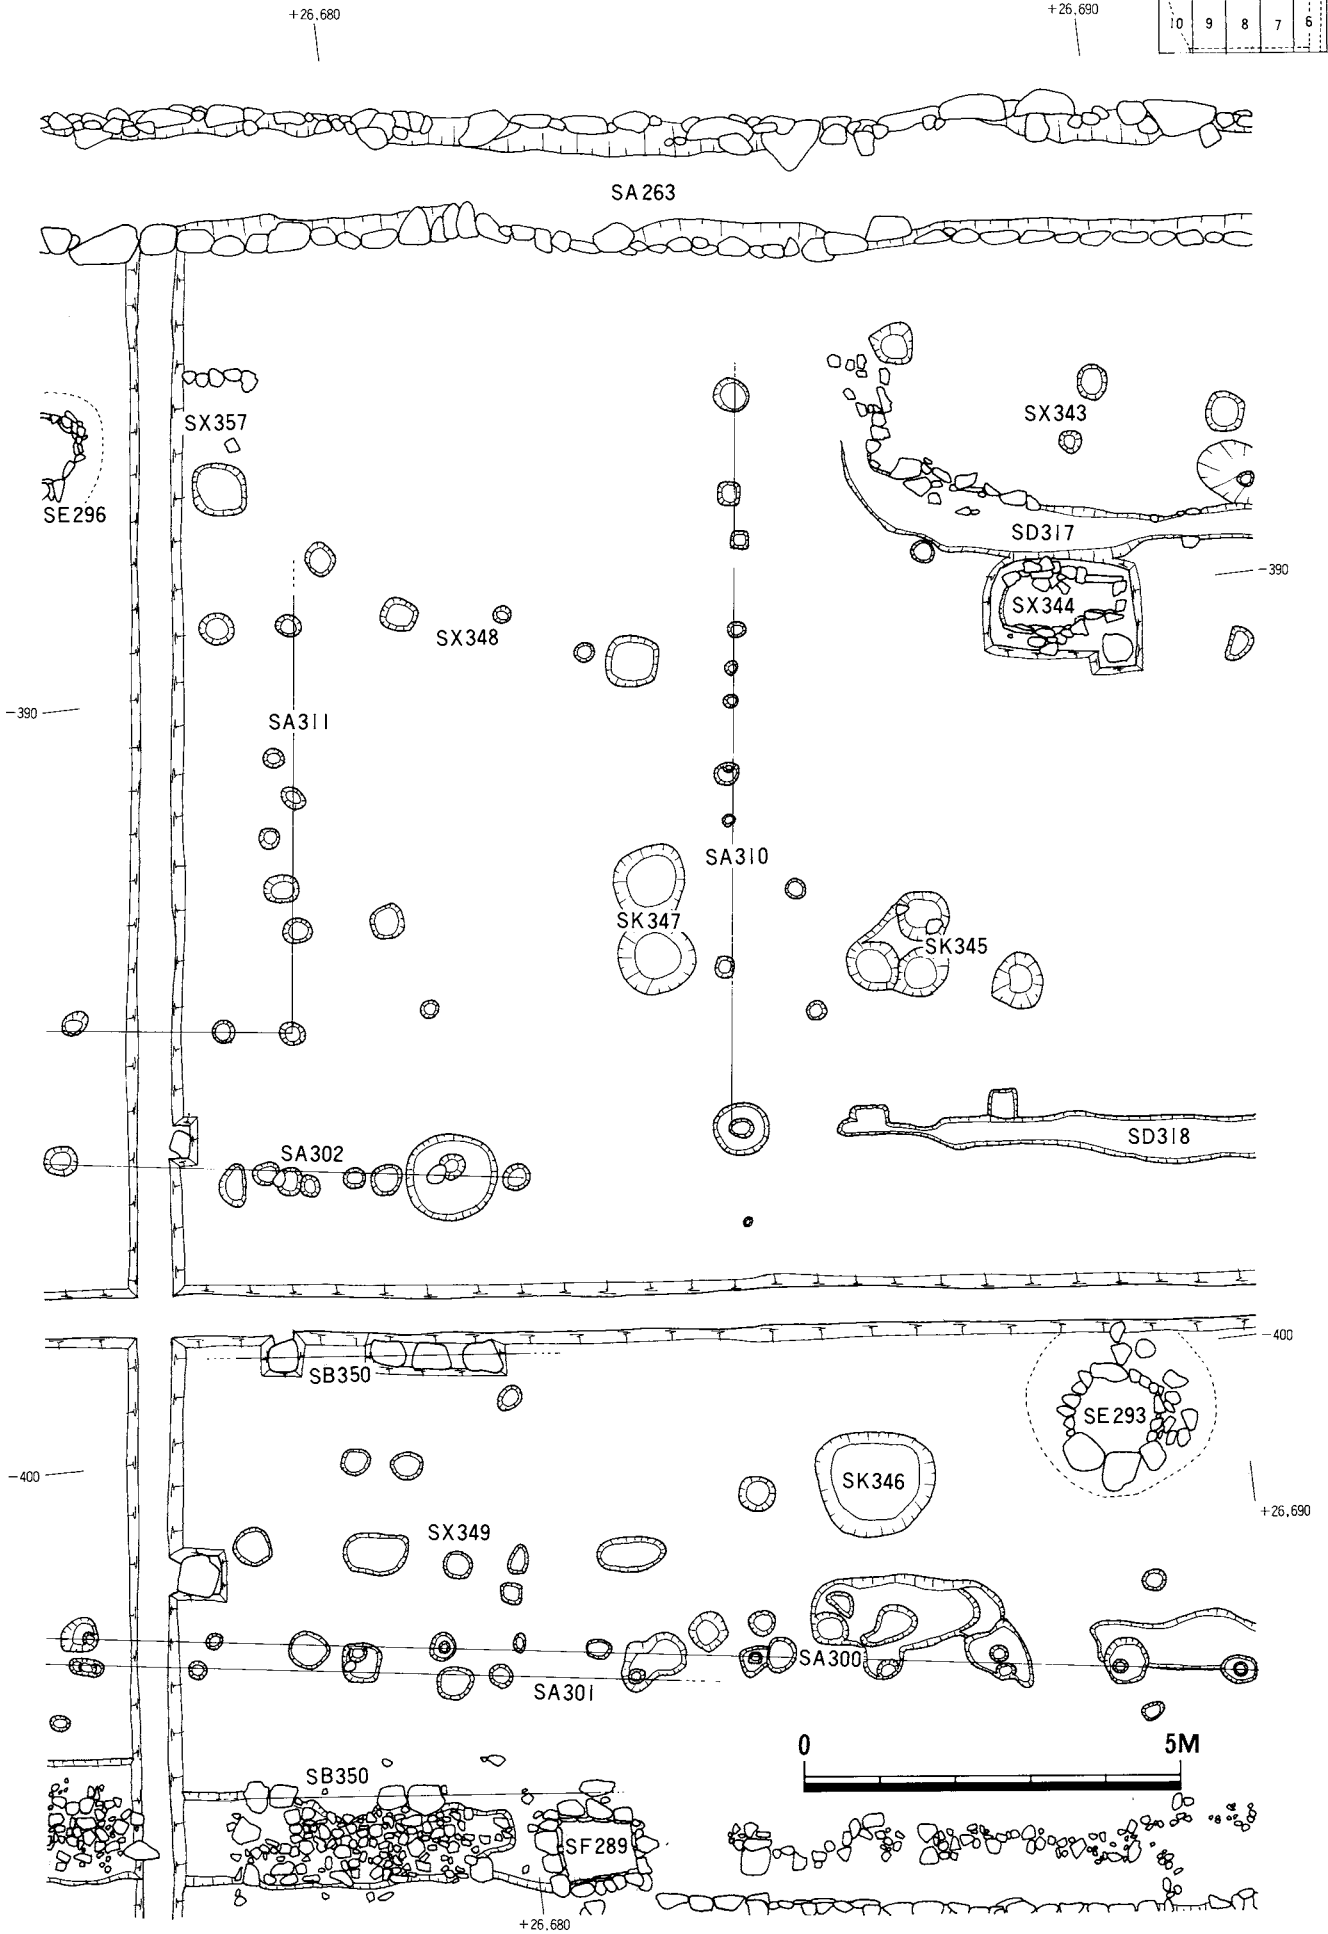 +26,680
+26,690
10 9 8 7 6
SA263
SX357
SX343
SE296
SD317
-390
SX344
SX348
-390
SA311
SA310
SK347
SK345
SD318
SA302
-400
SB350
SE293
-400
SK346
+26,690
SX349
SA300
SA301
0 5M
SB350
SF289
+26,680